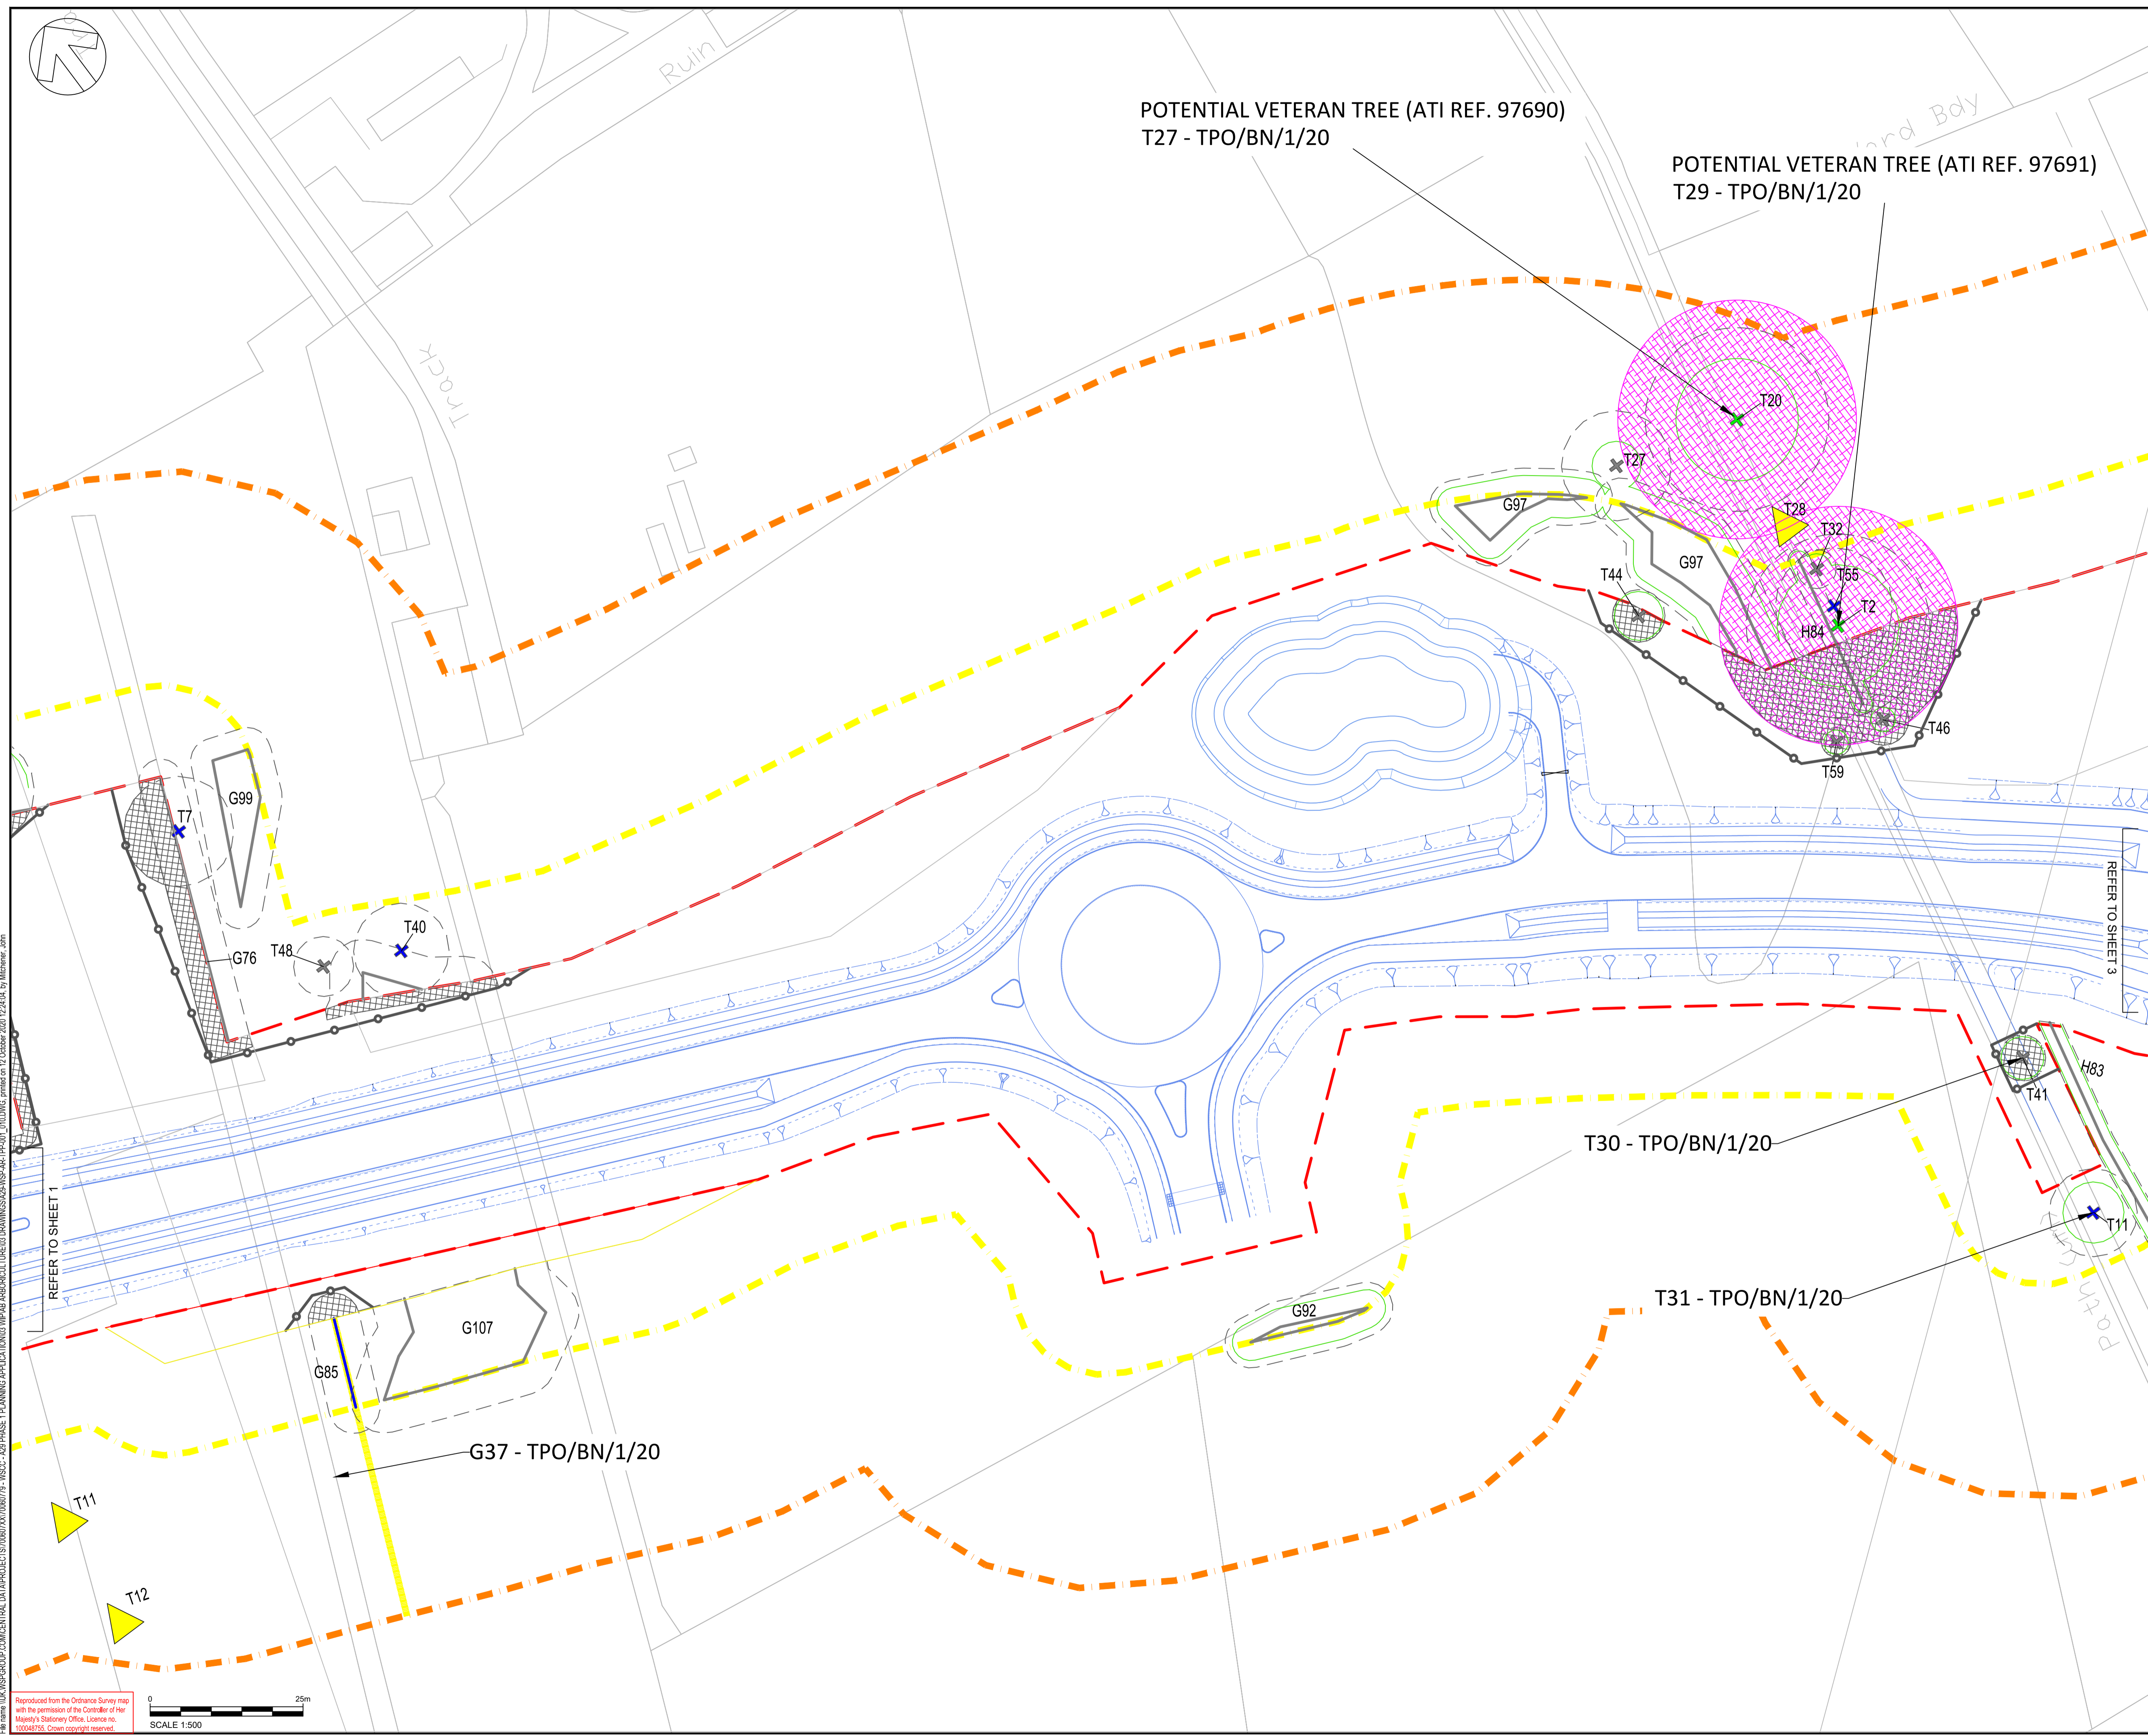 Ruin
POTENTIAL VETERAN TREE (ATI REF. 97690)
T27 - TPO/BN/1/20
Bdy
POTENTIAL VETERAN TREE (ATI REF. 97691)
T29 - TPO/BN/1/20
Track
T20
T27
G97
T28
T32
G97
T44
T55
T2
H84
T46
T59
G99
T7
T40
T48
G76
REFER TO SHEET 3
H83
T41
T30 - TPO/BN/1/20
REFER TO SHEET 1
T11
T31 - TPO/BN/1/20
G92
G107
G85
Path
G37 - TPO/BN/1/20
T11
T12
Reproduced from the Ordnance Survey map
with the permission of the Controller of Her
Majesty's Stationery Office, Licence no.
100048755. Crown copyright reserved.
0 25m
SCALE 1:500